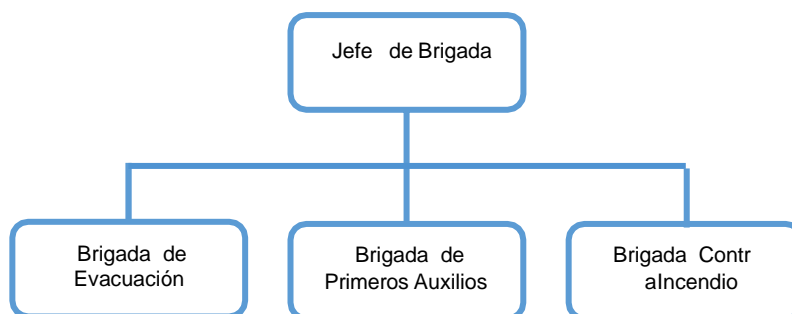 Jefe de Brigada
Brigada de
Evacuación
Brigada de
Primeros Auxilios
Brigada Contr
aIncendio